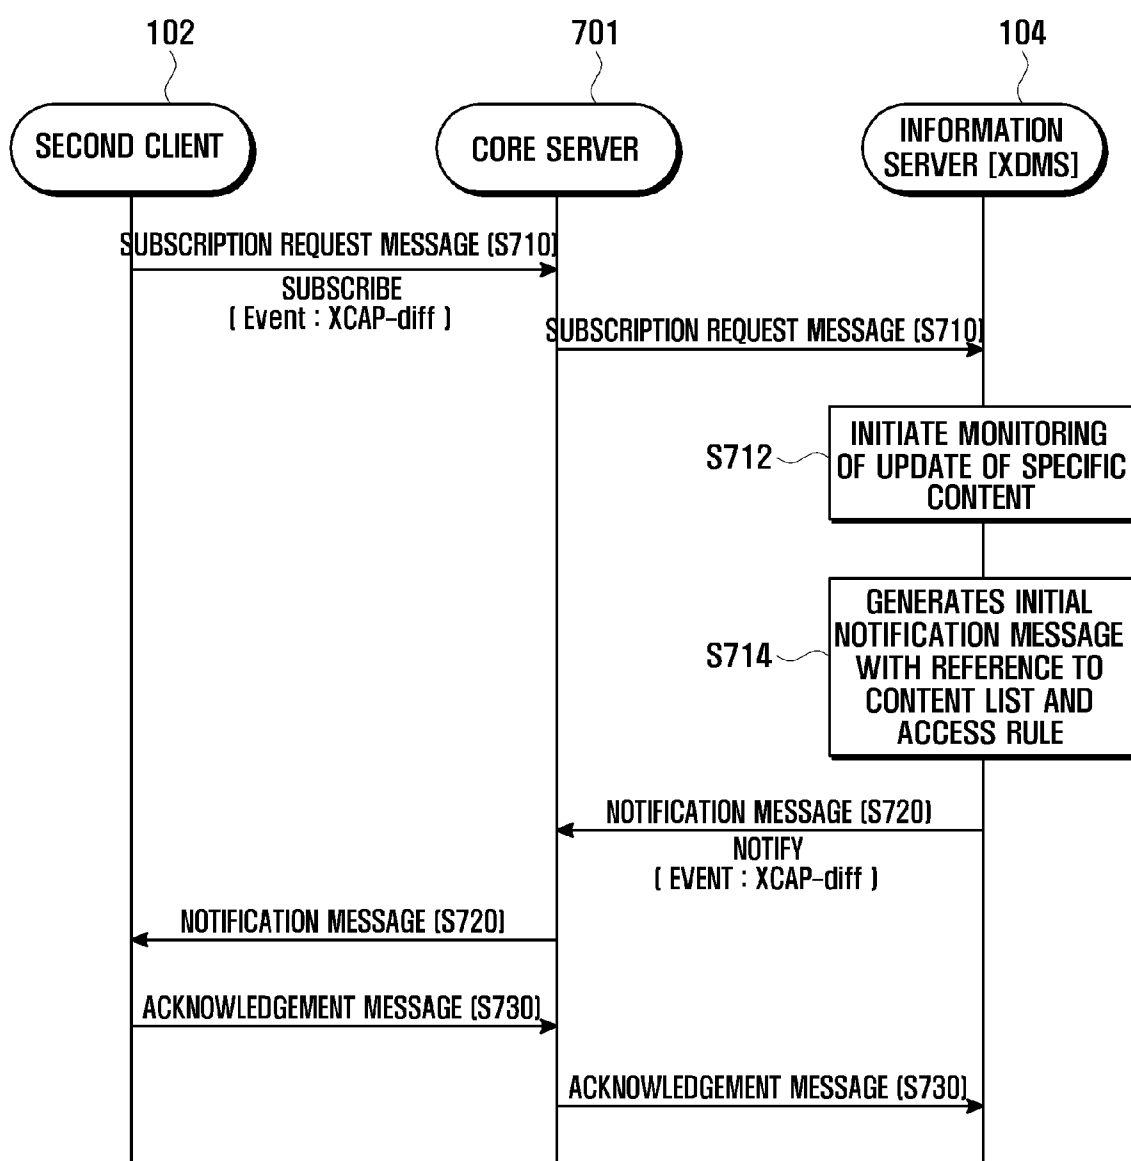 102
701
104
SECOND CLIENT
CORE SERVER
INFORMATION
SERVER [XDMS]
SUBSCRIPTION REQUEST MESSAGE (S710)
SUBSCRIBE
( Event : XCAP-diff )
SUBSCRIPTION REQUEST MESSAGE (S710)
S712
INITIATE MONITORING
OF UPDATE OF SPECIFIC
CONTENT
S714
GENERATES INITIAL
NOTIFICATION MESSAGE
WITH REFERENCE TO
CONTENT LIST AND
ACCESS RULE
NOTIFICATION MESSAGE (S720)
NOTIFY
( EVENT : XCAP-diff )
NOTIFICATION MESSAGE (S720)
ACKNOWLEDGEMENT MESSAGE (S730)
ACKNOWLEDGEMENT MESSAGE (S730)